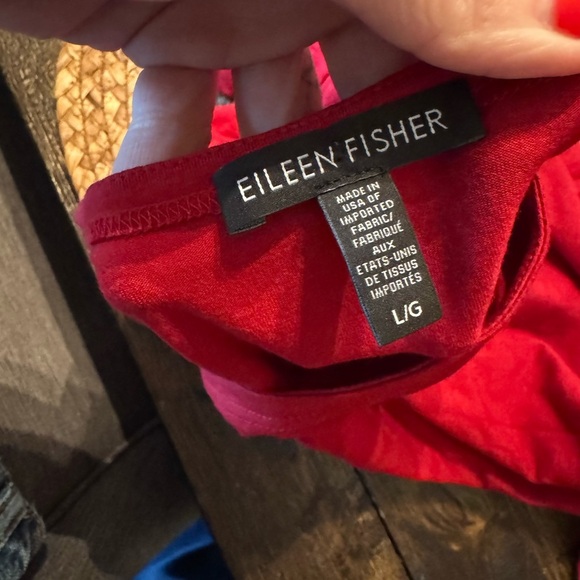 EILEEN FISHER
MADE IN
USA OF
IMPORTED
FABRIC/
FABRIQUÉ
AUX
ETATS-UNIS
DE TISSUS
IMPORTÉS
L/G